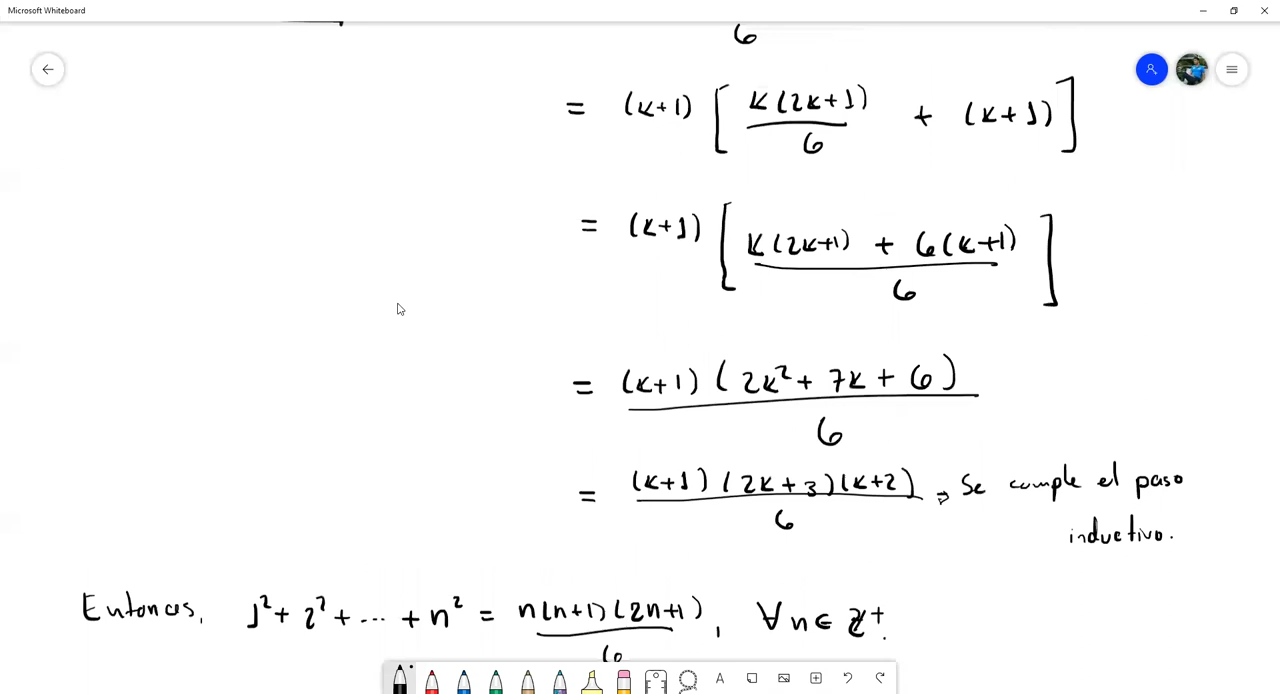 Microsoft Whiteboard
6
= (k+1) [ k(2k+1)/6 + (k+1) ]
= (k+1) [ k(2k+1) + 6(k+1) / 6 ]
= (k+1)(2k² + 7k + 6) / 6
= (k+1)(2k+3)(k+2) / 6 ⇒ Se cumple el paso
inductivo.
Entonces, 1² + 2² + ... + n² = n(n+1)(2n+1) / 6, ∀ n ∈ ℤ⁺.
A